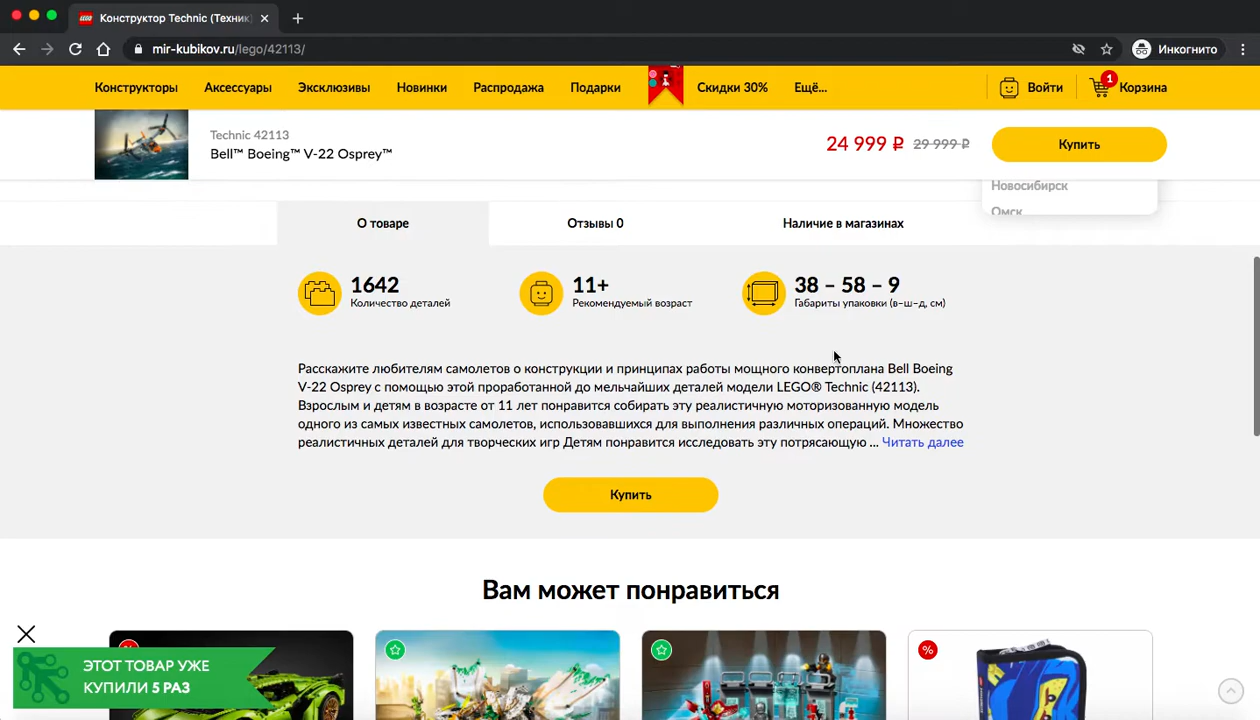 Конструктор Technic (Техник
mir-kubikov.ru/lego/42113/
Инкогнито
Конструкторы Аксессуары Эксклюзивы Новинки Распродажа Подарки Скидки 30% Ещё... Войти 1 Корзина
Technic 42113
Bell™ Boeing™ V-22 Osprey™
24 999 ₽ 29 999 ₽ Купить
Новосибирск
Омск
О товаре Отзывы 0 Наличие в магазинах
1642
Количество деталей
11+
Рекомендуемый возраст
38 – 58 – 9
Габариты упаковки (в–ш–д, см)
Расскажите любителям самолетов о конструкции и принципах работы мощного конвертоплана Bell Boeing
V-22 Osprey с помощью этой проработанной до мельчайших деталей модели LEGO® Technic (42113).
Взрослым и детям в возрасте от 11 лет понравится собирать эту реалистичную моторизованную модель
одного из самых известных самолетов, использовавшихся для выполнения различных операций. Множество
реалистичных деталей для творческих игр Детям понравится исследовать эту потрясающую ... Читать далее
Купить
Вам может понравиться
%
ЭТОТ ТОВАР УЖЕ
КУПИЛИ 5 РАЗ